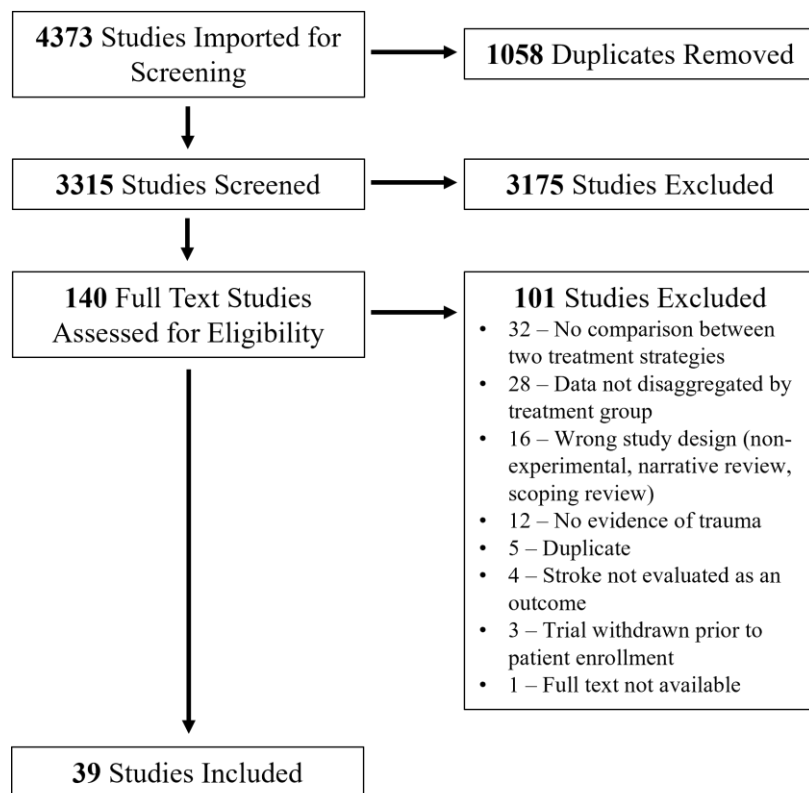 4373 Studies Imported for
Screening
1058 Duplicates Removed
3315 Studies Screened
3175 Studies Excluded
140 Full Text Studies
Assessed for Eligibility
101 Studies Excluded
• 32 – No comparison between
two treatment strategies
• 28 – Data not disaggregated by
treatment group
• 16 – Wrong study design (non-
experimental, narrative review,
scoping review)
• 12 – No evidence of trauma
• 5 – Duplicate
• 4 – Stroke not evaluated as an
outcome
• 3 – Trial withdrawn prior to
patient enrollment
• 1 – Full text not available
39 Studies Included